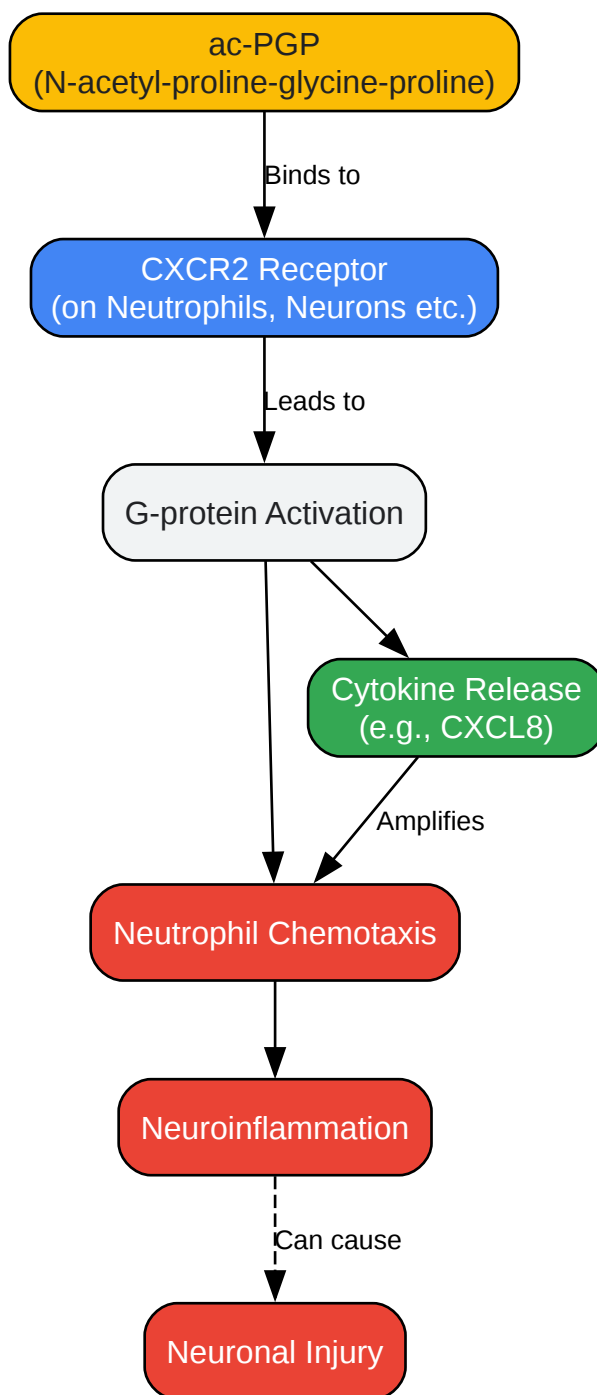 ac-PGP
(N-acetyl-proline-glycine-proline)
Binds to
CXCR2 Receptor
(on Neutrophils, Neurons etc.)
Leads to
G-protein Activation
Cytokine Release
(e.g., CXCL8)
Amplifies
Neutrophil Chemotaxis
Neuroinflammation
Can cause
Neuronal Injury